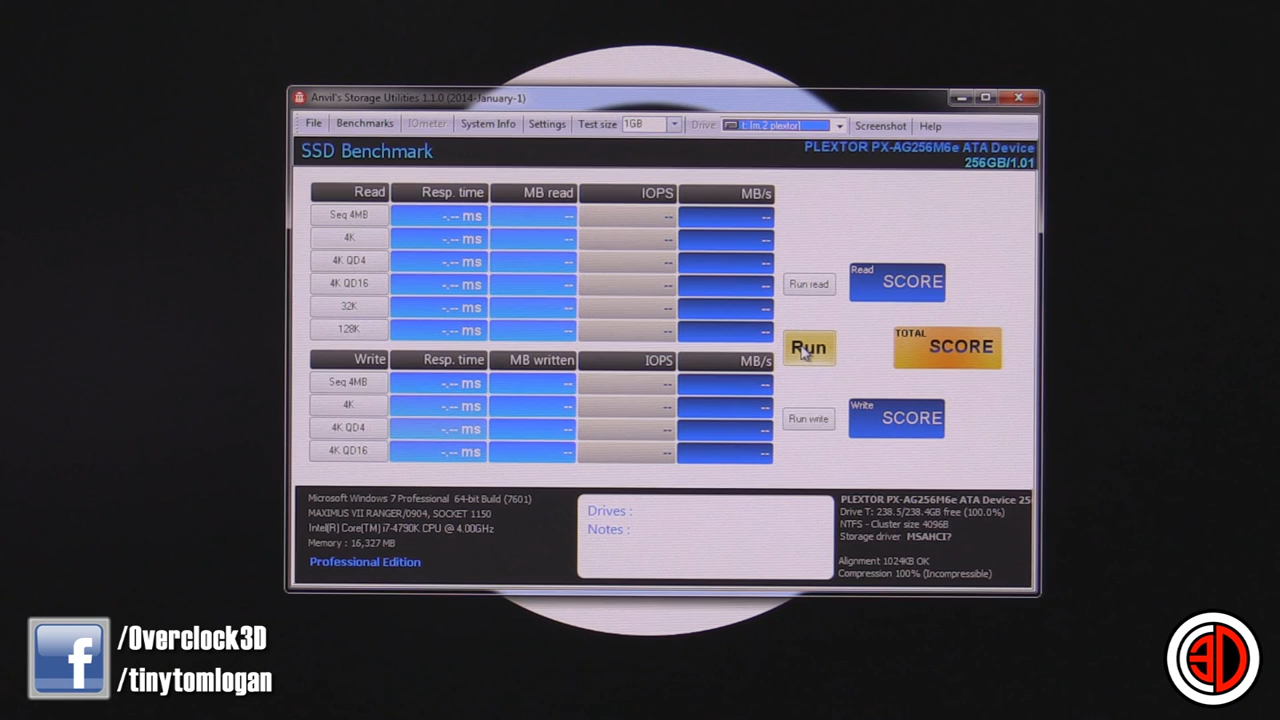 Anvil's Storage Utilities 1.1.0 (2014-January-1)
File Benchmarks IOmeter System Info Settings Test size 1GB Drive t: [m.2 plextor] Screenshot Help
SSD Benchmark
PLEXTOR PX-AG256M6e ATA Device
256GB/1.01
Read Resp. time MB read IOPS MB/s
Seq 4MB -.-- ms -- -- --
4K -.-- ms -- -- --
4K QD4 -.-- ms -- -- --
4K QD16 -.-- ms -- -- --
32K -.-- ms -- -- --
128K -.-- ms -- -- --
Run read
Read SCORE
Run
TOTAL SCORE
Write Resp. time MB written IOPS MB/s
Seq 4MB -.-- ms -- -- --
4K -.-- ms -- -- --
4K QD4 -.-- ms -- -- --
4K QD16 -.-- ms -- -- --
Run write
Write SCORE
Microsoft Windows 7 Professional 64-bit Build (7601)
MAXIMUS VII RANGER/0904, SOCKET 1150
Intel(R) Core(TM) i7-4790K CPU @ 4.00GHz
Memory : 16,327 MB
Professional Edition
Drives :
Notes :
PLEXTOR PX-AG256M6e ATA Device 25
Drive T: 238.5/238.4GB free (100.0%)
NTFS - Cluster size 4096B
Storage driver MSAHCI?
Alignment 1024KB OK
Compression 100% (Incompressible)
f /Overclock3D
/tinytomlogan
3D